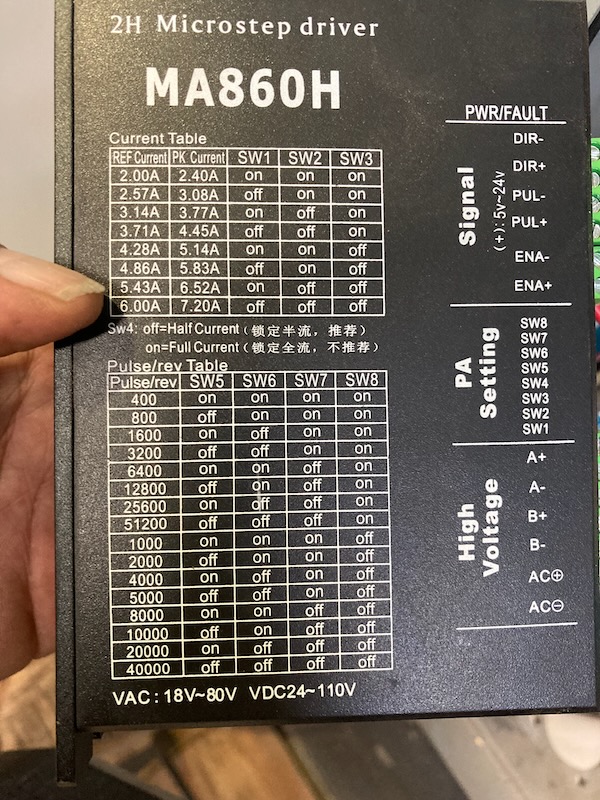 2H Microstep driver
MA860H
Current Table
REF Current PK Current SW1 SW2 SW3
2.00A 2.40A on on on
2.57A 3.08A off on on
3.14A 3.77A on off on
3.71A 4.45A off off on
4.28A 5.14A on on off
4.86A 5.83A off on off
5.43A 6.52A on off off
6.00A 7.20A off off off
Sw4: off=Half Current (锁定半流，推荐)
on=Full Current (锁定全流，不推荐)
Pulse/rev Table
Pulse/rev SW5 SW6 SW7 SW8
400 on on on on
800 off on on on
1600 on off on on
3200 off off on on
6400 on on off on
12800 off on off on
25600 on off off on
51200 off off off on
1000 on on on off
2000 off on on off
4000 on off on off
5000 off off on off
8000 on on off off
10000 off on off off
20000 on off off off
40000 off off off off
VAC: 18V~80V VDC24~110V
PWR/FAULT
Signal
(+): 5v~24v
DIR-
DIR+
PUL-
PUL+
ENA-
ENA+
PA
Setting
SW8
SW7
SW6
SW5
SW4
SW3
SW2
SW1
High
Voltage
A+
A-
B+
B-
AC⊕
AC⊖